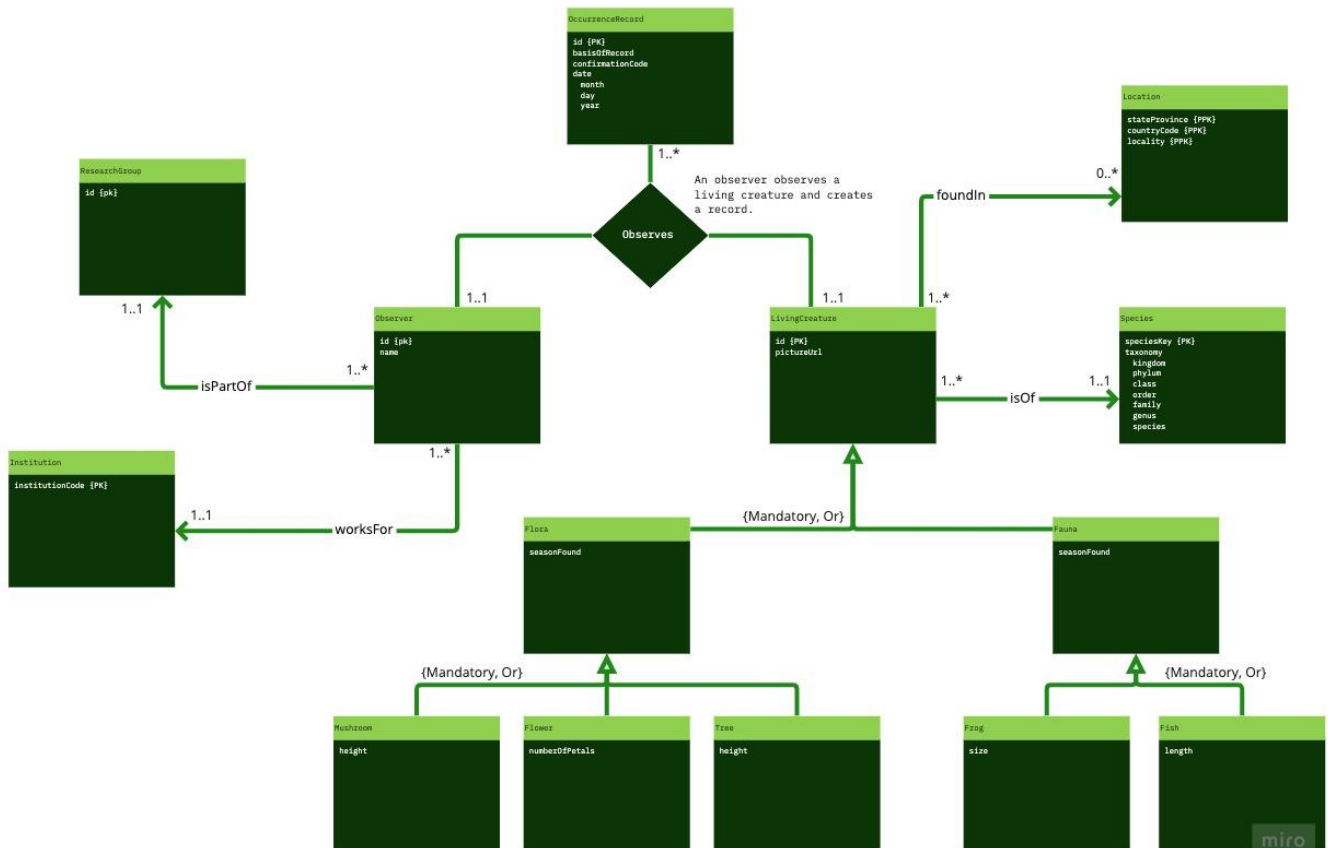 OccurrenceRecord
id {PK}
basisOfRecord
confirmationCode
date
month
day
year
1..*
An observer observes a
living creature and creates
a record.
Observes
Location
stateProvince {PPK}
countryCode {PPK}
locality {PPK}
0..*
foundIn
1..*
ResearchGroup
id {pk}
1..1
isPartOf
1..*
1..1
Observer
id {pk}
name
1..*
1..1
LivingCreature
id {PK}
pictureUrl
1..*
isOf
1..1
Species
speciesKey {PK}
taxonomy
kingdom
phylum
class
order
family
genus
species
Institution
institutionCode {PK}
1..1
worksFor
{Mandatory, Or}
Flora
seasonFound
Fauna
seasonFound
{Mandatory, Or}
{Mandatory, Or}
Mushroom
height
Flower
numberOfPetals
Tree
height
Frog
size
Fish
length
miro